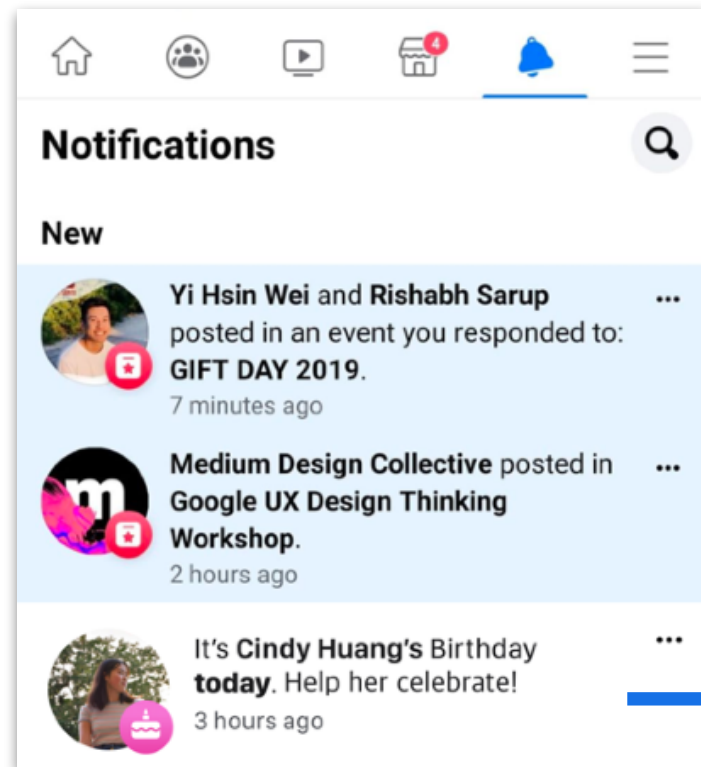 4
Notifications
New
Yi Hsin Wei and Rishabh Sarup
posted in an event you responded to:
GIFT DAY 2019.
7 minutes ago
m
Medium Design Collective posted in
Google UX Design Thinking
Workshop.
2 hours ago
It's Cindy Huang's Birthday
today. Help her celebrate!
3 hours ago